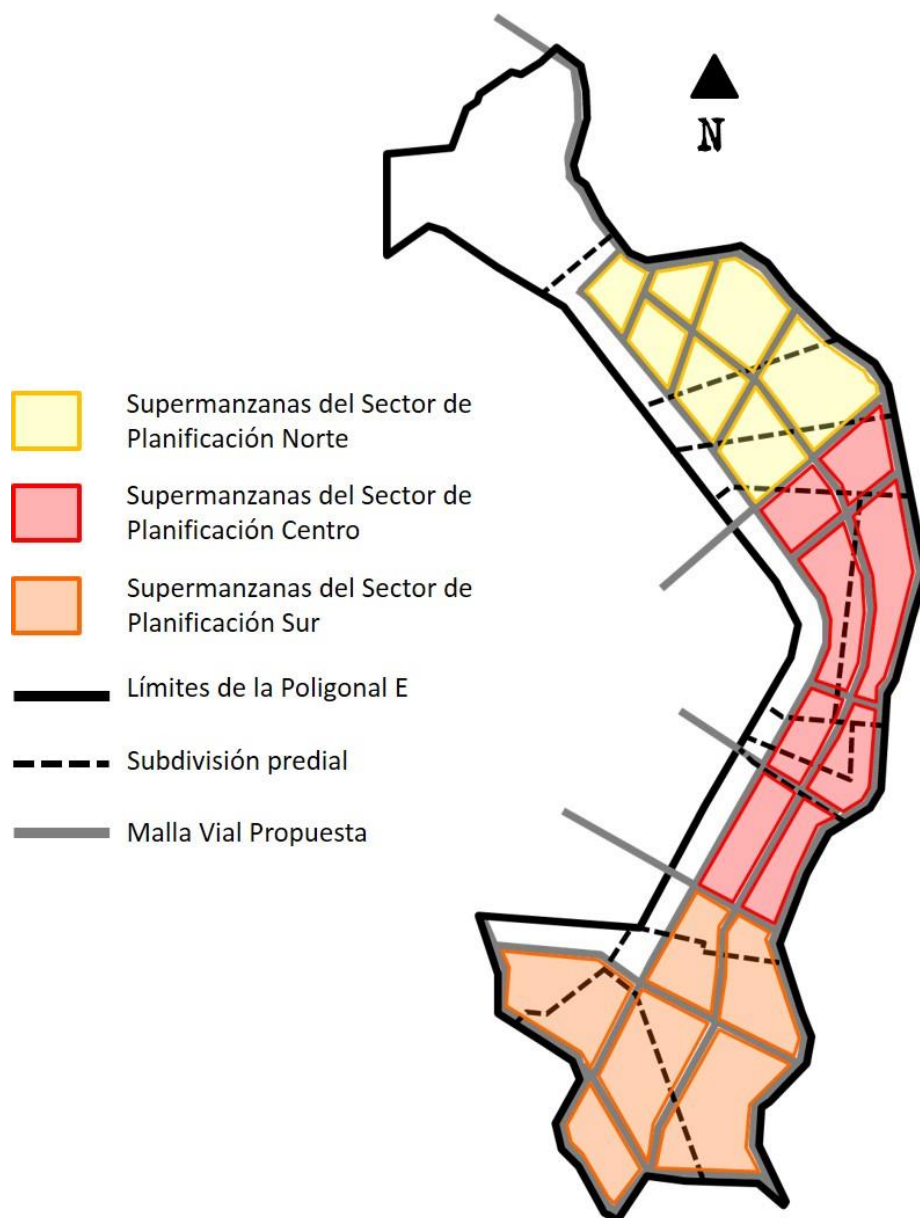 N
Supermanzanas del Sector de
Planificación Norte
Supermanzanas del Sector de
Planificación Centro
Supermanzanas del Sector de
Planificación Sur
Límites de la Poligonal E
Subdivisión predial
Malla Vial Propuesta